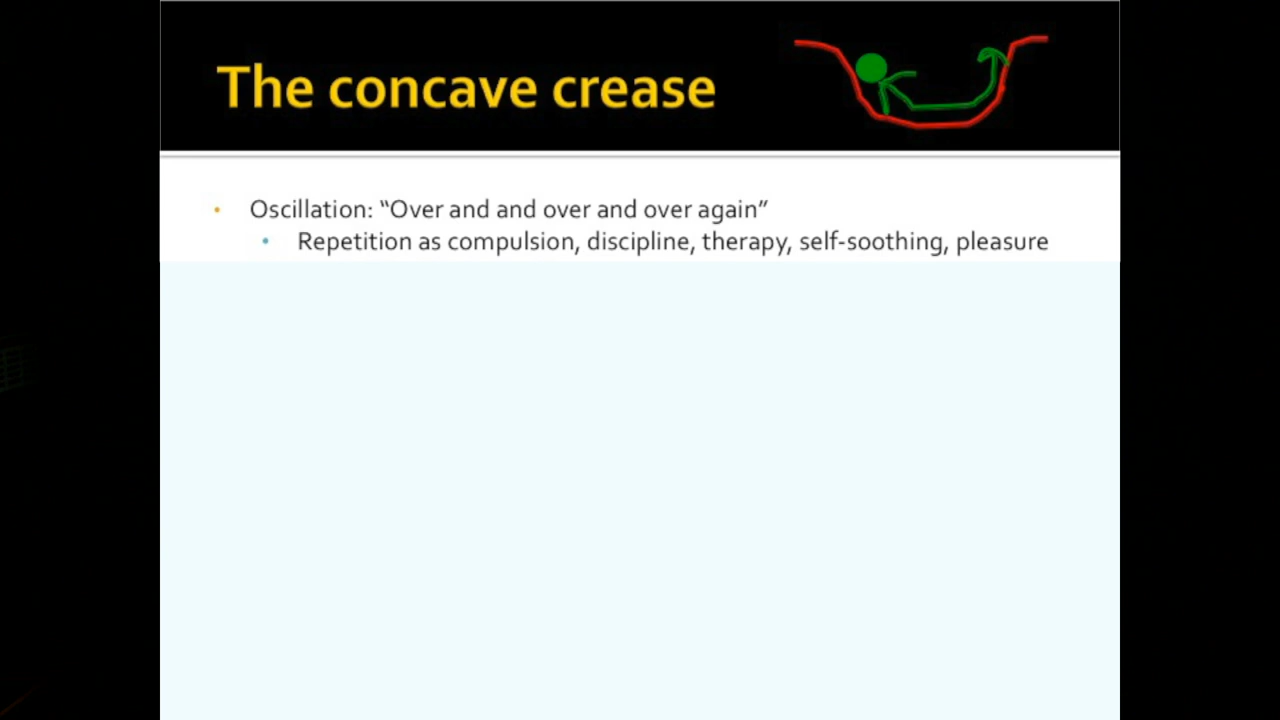 The concave crease
Oscillation: “Over and and over and over again”
Repetition as compulsion, discipline, therapy, self-soothing, pleasure